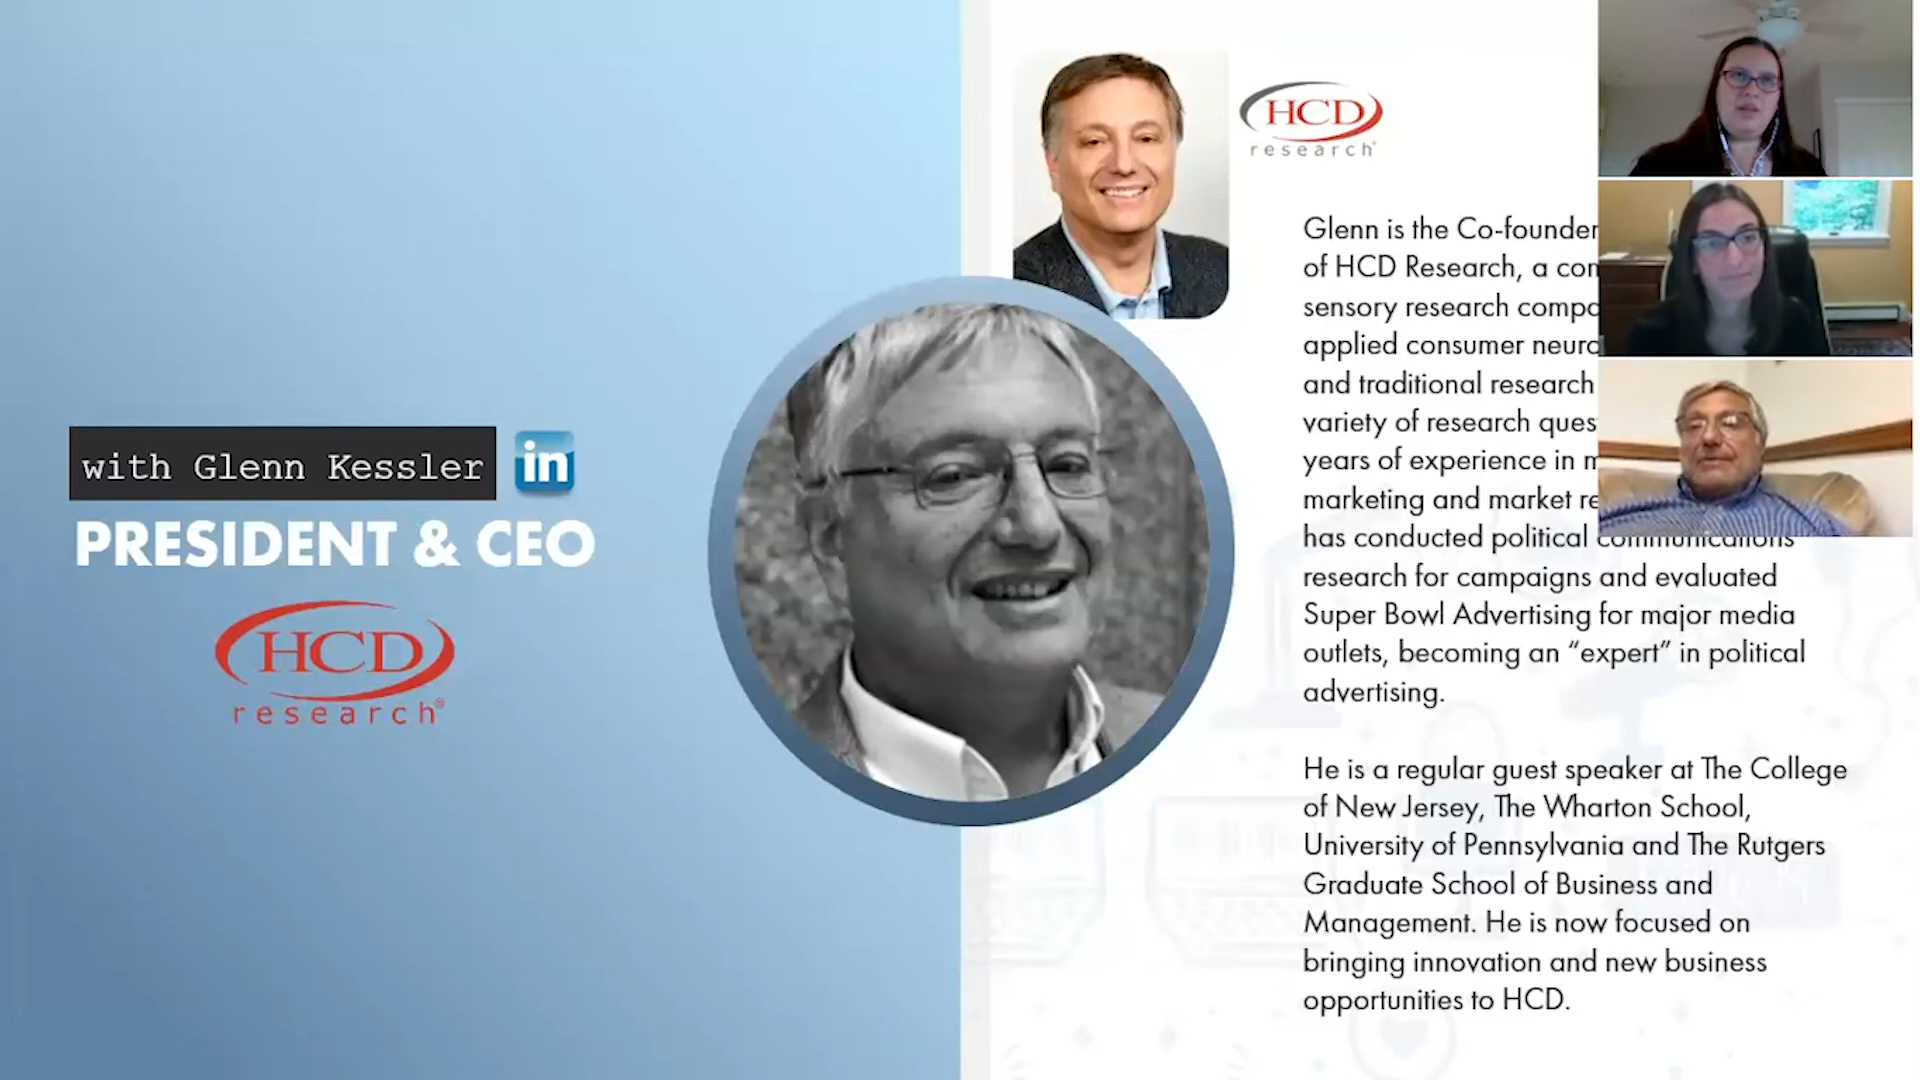 with Glenn Kessler
in
PRESIDENT & CEO
HCD
research
HCD
research
Glenn is the Co-founder
of HCD Research, a
sensory research
applied consumer
and traditional research
variety of research
years of experience in
marketing and market
has conducted political communications
research for campaigns and evaluated
Super Bowl Advertising for major media
outlets, becoming an “expert” in political
advertising.
He is a regular guest speaker at The College
of New Jersey, The Wharton School,
University of Pennsylvania and The Rutgers
Graduate School of Business and
Management. He is now focused on
bringing innovation and new business
opportunities to HCD.